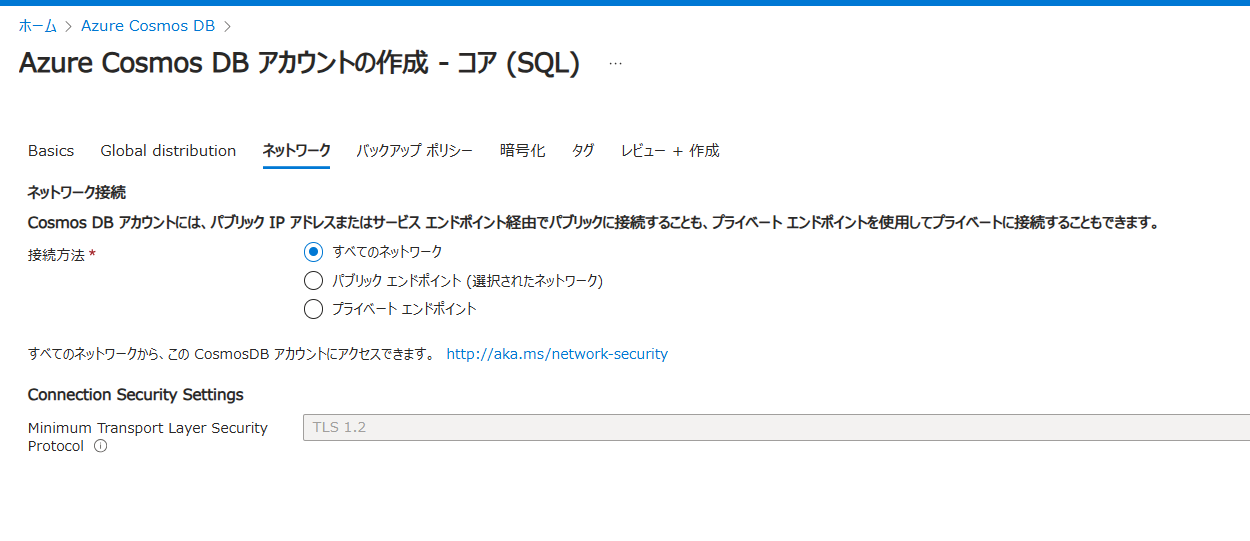 ホーム > Azure Cosmos DB >
Azure Cosmos DB アカウントの作成 - コア (SQL) ...
Basics Global distribution ネットワーク バックアップ ポリシー 暗号化 タグ レビュー + 作成
ネットワーク接続
Cosmos DB アカウントには、パブリック IP アドレスまたはサービス エンドポイント経由でパブリックに接続することも、プライベート エンドポイントを使用してプライベートに接続することもできます。
接続方法 * すべてのネットワーク
パブリック エンドポイント (選択されたネットワーク)
プライベート エンドポイント
すべてのネットワークから、この CosmosDB アカウントにアクセスできます。 http://aka.ms/network-security
Connection Security Settings
Minimum Transport Layer Security TLS 1.2
Protocol